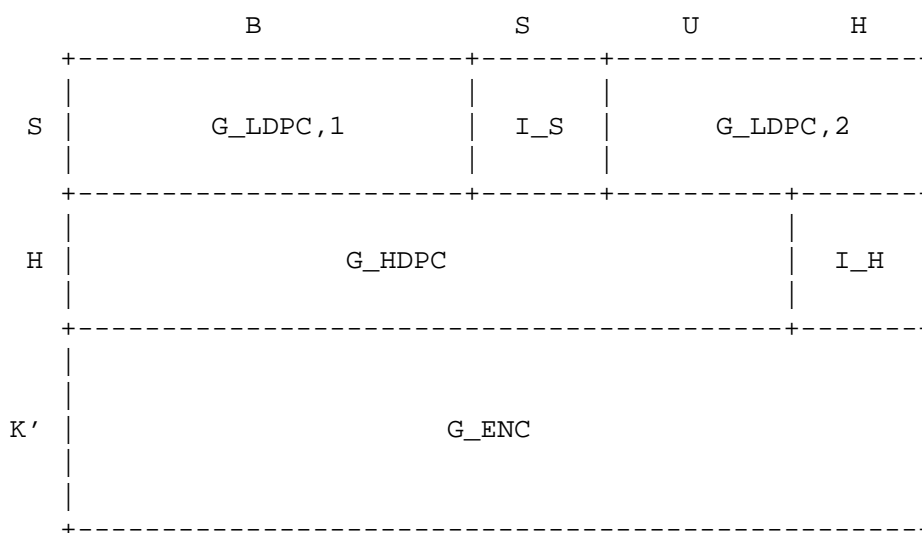 B S U H
S G_LDPC,1 I_S G_LDPC,2
H G_HDPC I_H
K' G_ENC